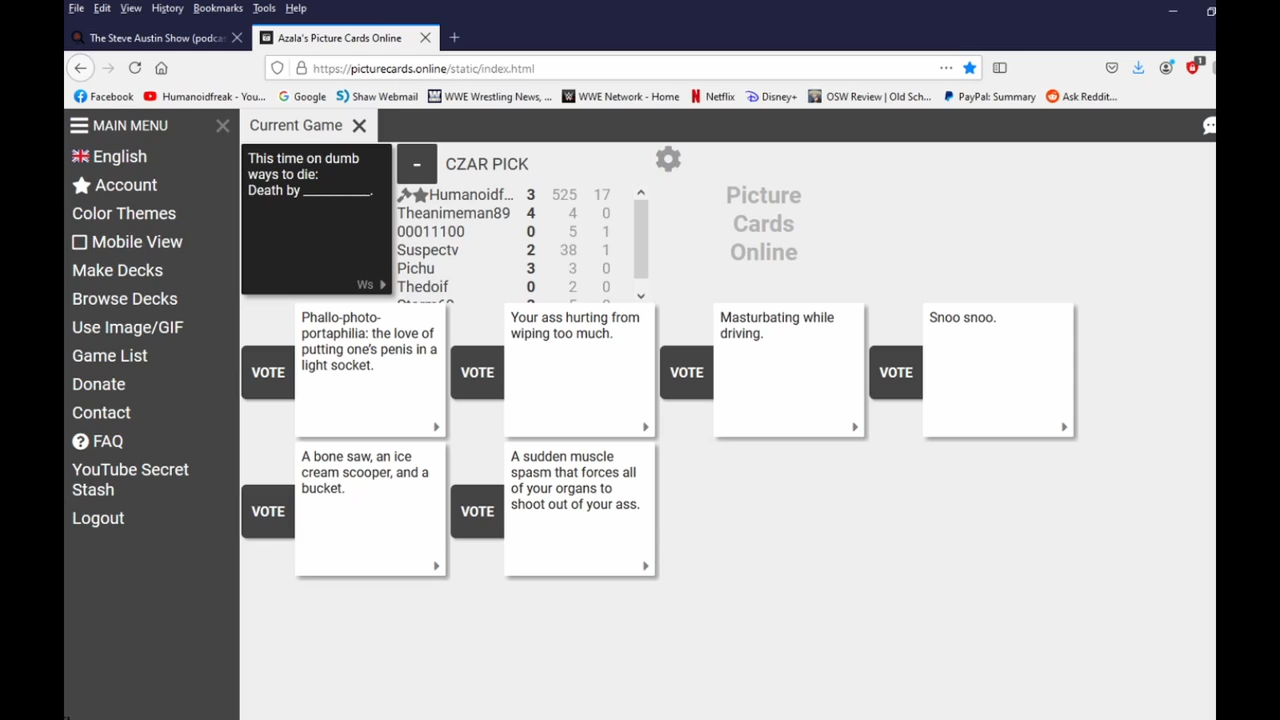 File Edit View History Bookmarks Tools Help
The Steve Austin Show (podca
Azala's Picture Cards Online
https://picturecards.online/static/index.html
1
Facebook Humanoidfreak - You... Google Shaw Webmail WWE Wrestling News, ... WWE Network - Home Netflix Disney+ OSW Review | Old Sch... PayPal: Summary Ask Reddit...
MAIN MENU
Current Game
English
Account
Color Themes
Mobile View
Make Decks
Browse Decks
Use Image/GIF
Game List
Donate
Contact
FAQ
YouTube Secret
Stash
Logout
This time on dumb
ways to die:
Death by __________.
Ws
- CZAR PICK
Humanoidf... 3 525 17
Theanimeman89 4 4 0
00011100 0 5 1
Suspectv 2 38 1
Pichu 3 3 0
Thedoif 0 2 0
Picture
Cards
Online
VOTE
Phallo-photo-
portaphilia: the love of
putting one's penis in a
light socket.
VOTE
Your ass hurting from
wiping too much.
VOTE
Masturbating while
driving.
VOTE
Snoo snoo.
VOTE
A bone saw, an ice
cream scooper, and a
bucket.
VOTE
A sudden muscle
spasm that forces all
of your organs to
shoot out of your ass.